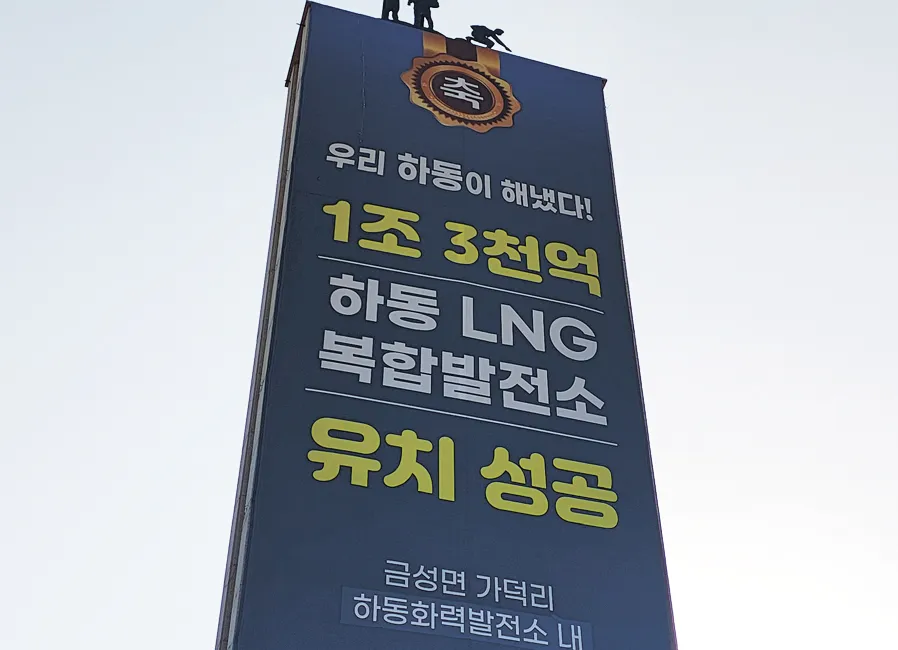 축
우리 하동이 해냈다!
1조 3천억
하동 LNG
복합발전소
유치 성공
금성면 가덕리
하동화력발전소 내